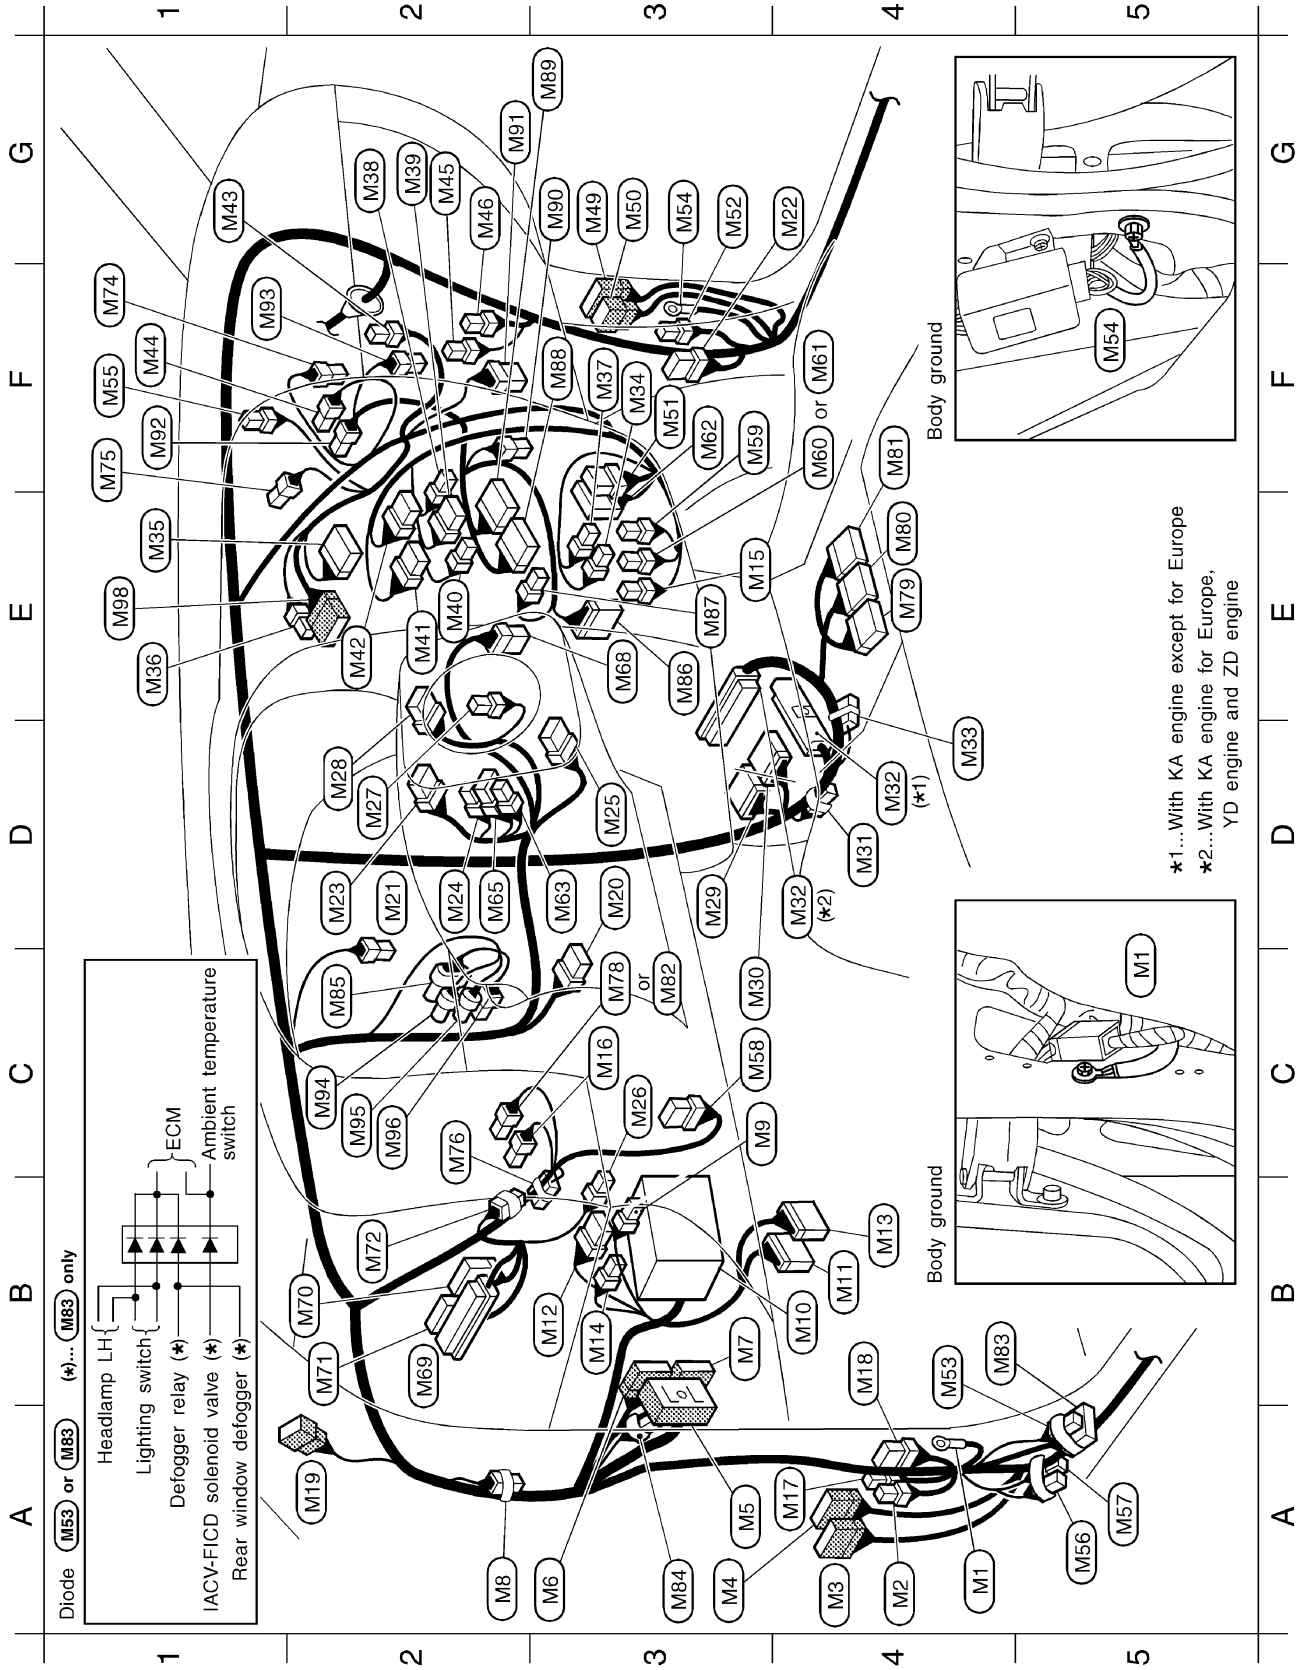 1 2 3 4 5
A B C D E F G
Diode M53 or M83 (*)... M83 only
Headlamp LH
Lighting switch
Defogger relay (*)
IACV-FICD solenoid valve (*)
Rear window defogger (*)
ECM
Ambient temperature
switch
M19
M8
M6
M84
M4
M3
M2
M1
M5
M17
M56
M57
M18
M53
M83
M7
M71
M70
M69
M72
M12
M14
M10
M11
M13
M76
M16
M26
M9
M58
M94
M95
M96
M85
M78
or
M82
M20
M21
M23
M24
M65
M63
M25
M28
M27
M29
M30
M32
(*2)
M31
M32
(*1)
M33
M36
M98
M35
M42
M41
M40
M68
M86
M87
M15
M79
M80
M81
M75
M92
M55
M44
M74
M93
M43
M38
M39
M45
M46
M91
M89
M90
M88
M37
M34
M51
M62
M59
M60 or M61
M49
M50
M54
M52
M22
Body ground
M1
Body ground
M54
*1...With KA engine except for Europe
*2...With KA engine for Europe,
YD engine and ZD engine
A B C D E F G
1 2 3 4 5